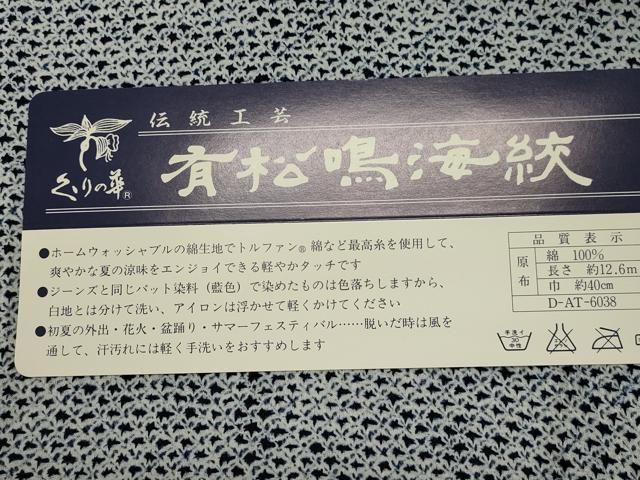 伝統工芸
くくりの華®
有松鳴海絞
●ホームウォッシャブルの綿生地でトルファン®綿など最高糸を使用して、
爽やかな夏の涼味をエンジョイできる軽やかタッチです
●ジーンズと同じバット染料（藍色）で染めたものは色落ちしますから、
白地とは分けて洗い、アイロンは浮かせて軽くかけてください
●初夏の外出・花火・盆踊り・サマーフェスティバル……脱いだ時は風を
通して、汗汚れには軽く手洗いをおすすめします
品質表示
原布
綿 100%
長さ 約12.6m
巾 約40cm
D-AT-6038
手洗イ
30
中性